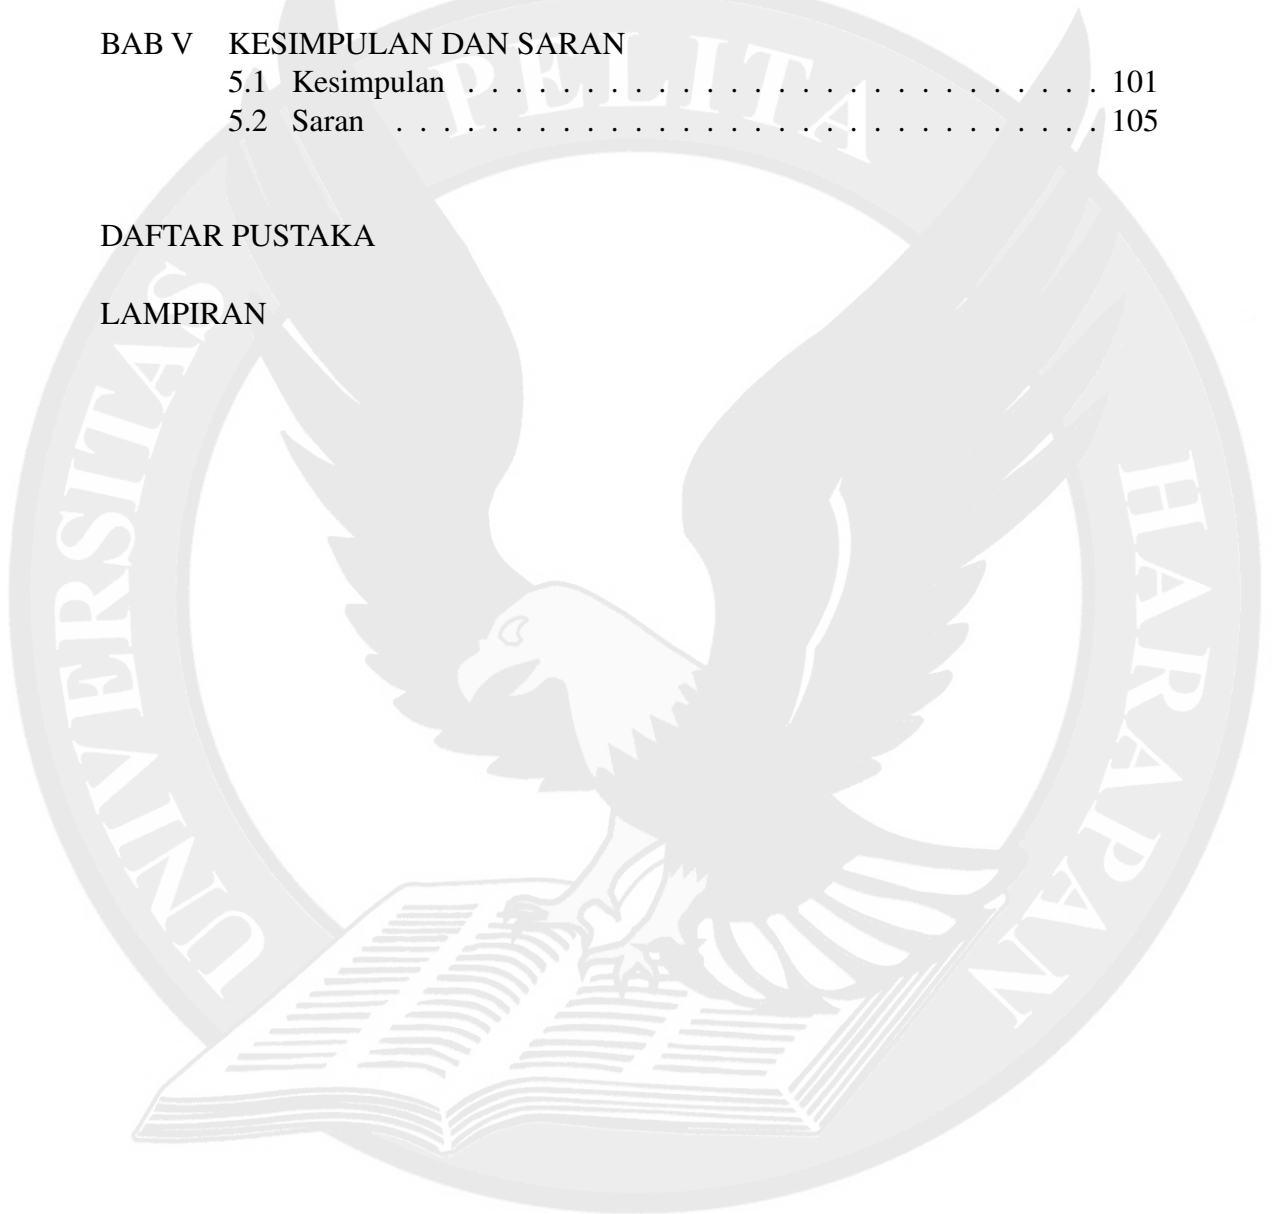 BAB V KESIMPULAN DAN SARAN
5.1 Kesimpulan . . . . . . . . . . . . . . . . . . . . . . . . . . . 101
5.2 Saran . . . . . . . . . . . . . . . . . . . . . . . . . . . . . . 105
DAFTAR PUSTAKA
LAMPIRAN
UNIVERSITAS PELITA HARAPAN